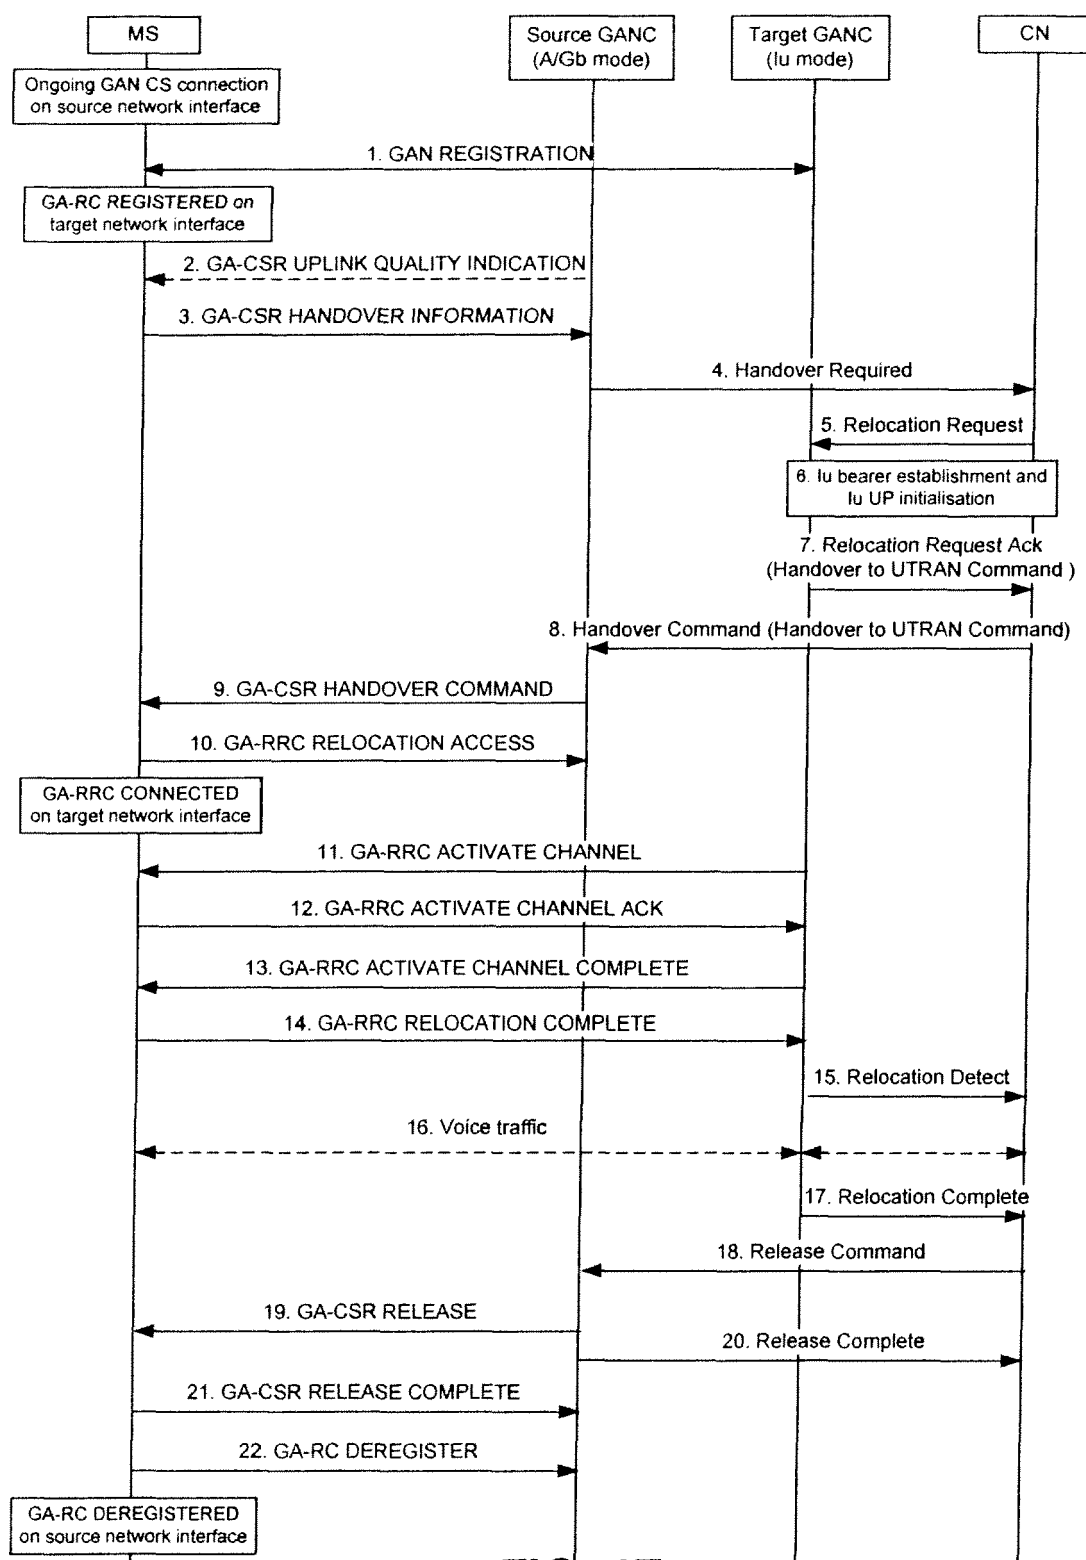 MS
Source GANC
(A/Gb mode)
Target GANC
(Iu mode)
CN
Ongoing GAN CS connection
on source network interface
1. GAN REGISTRATION
GA-RC REGISTERED on
target network interface
2. GA-CSR UPLINK QUALITY INDICATION
3. GA-CSR HANDOVER INFORMATION
4. Handover Required
5. Relocation Request
6. Iu bearer establishment and
Iu UP initialisation
7. Relocation Request Ack
(Handover to UTRAN Command )
8. Handover Command (Handover to UTRAN Command)
9. GA-CSR HANDOVER COMMAND
10. GA-RRC RELOCATION ACCESS
GA-RRC CONNECTED
on target network interface
11. GA-RRC ACTIVATE CHANNEL
12. GA-RRC ACTIVATE CHANNEL ACK
13. GA-RRC ACTIVATE CHANNEL COMPLETE
14. GA-RRC RELOCATION COMPLETE
15. Relocation Detect
16. Voice traffic
17. Relocation Complete
18. Release Command
19. GA-CSR RELEASE
20. Release Complete
21. GA-CSR RELEASE COMPLETE
22. GA-RC DEREGISTER
GA-RC DEREGISTERED
on source network interface